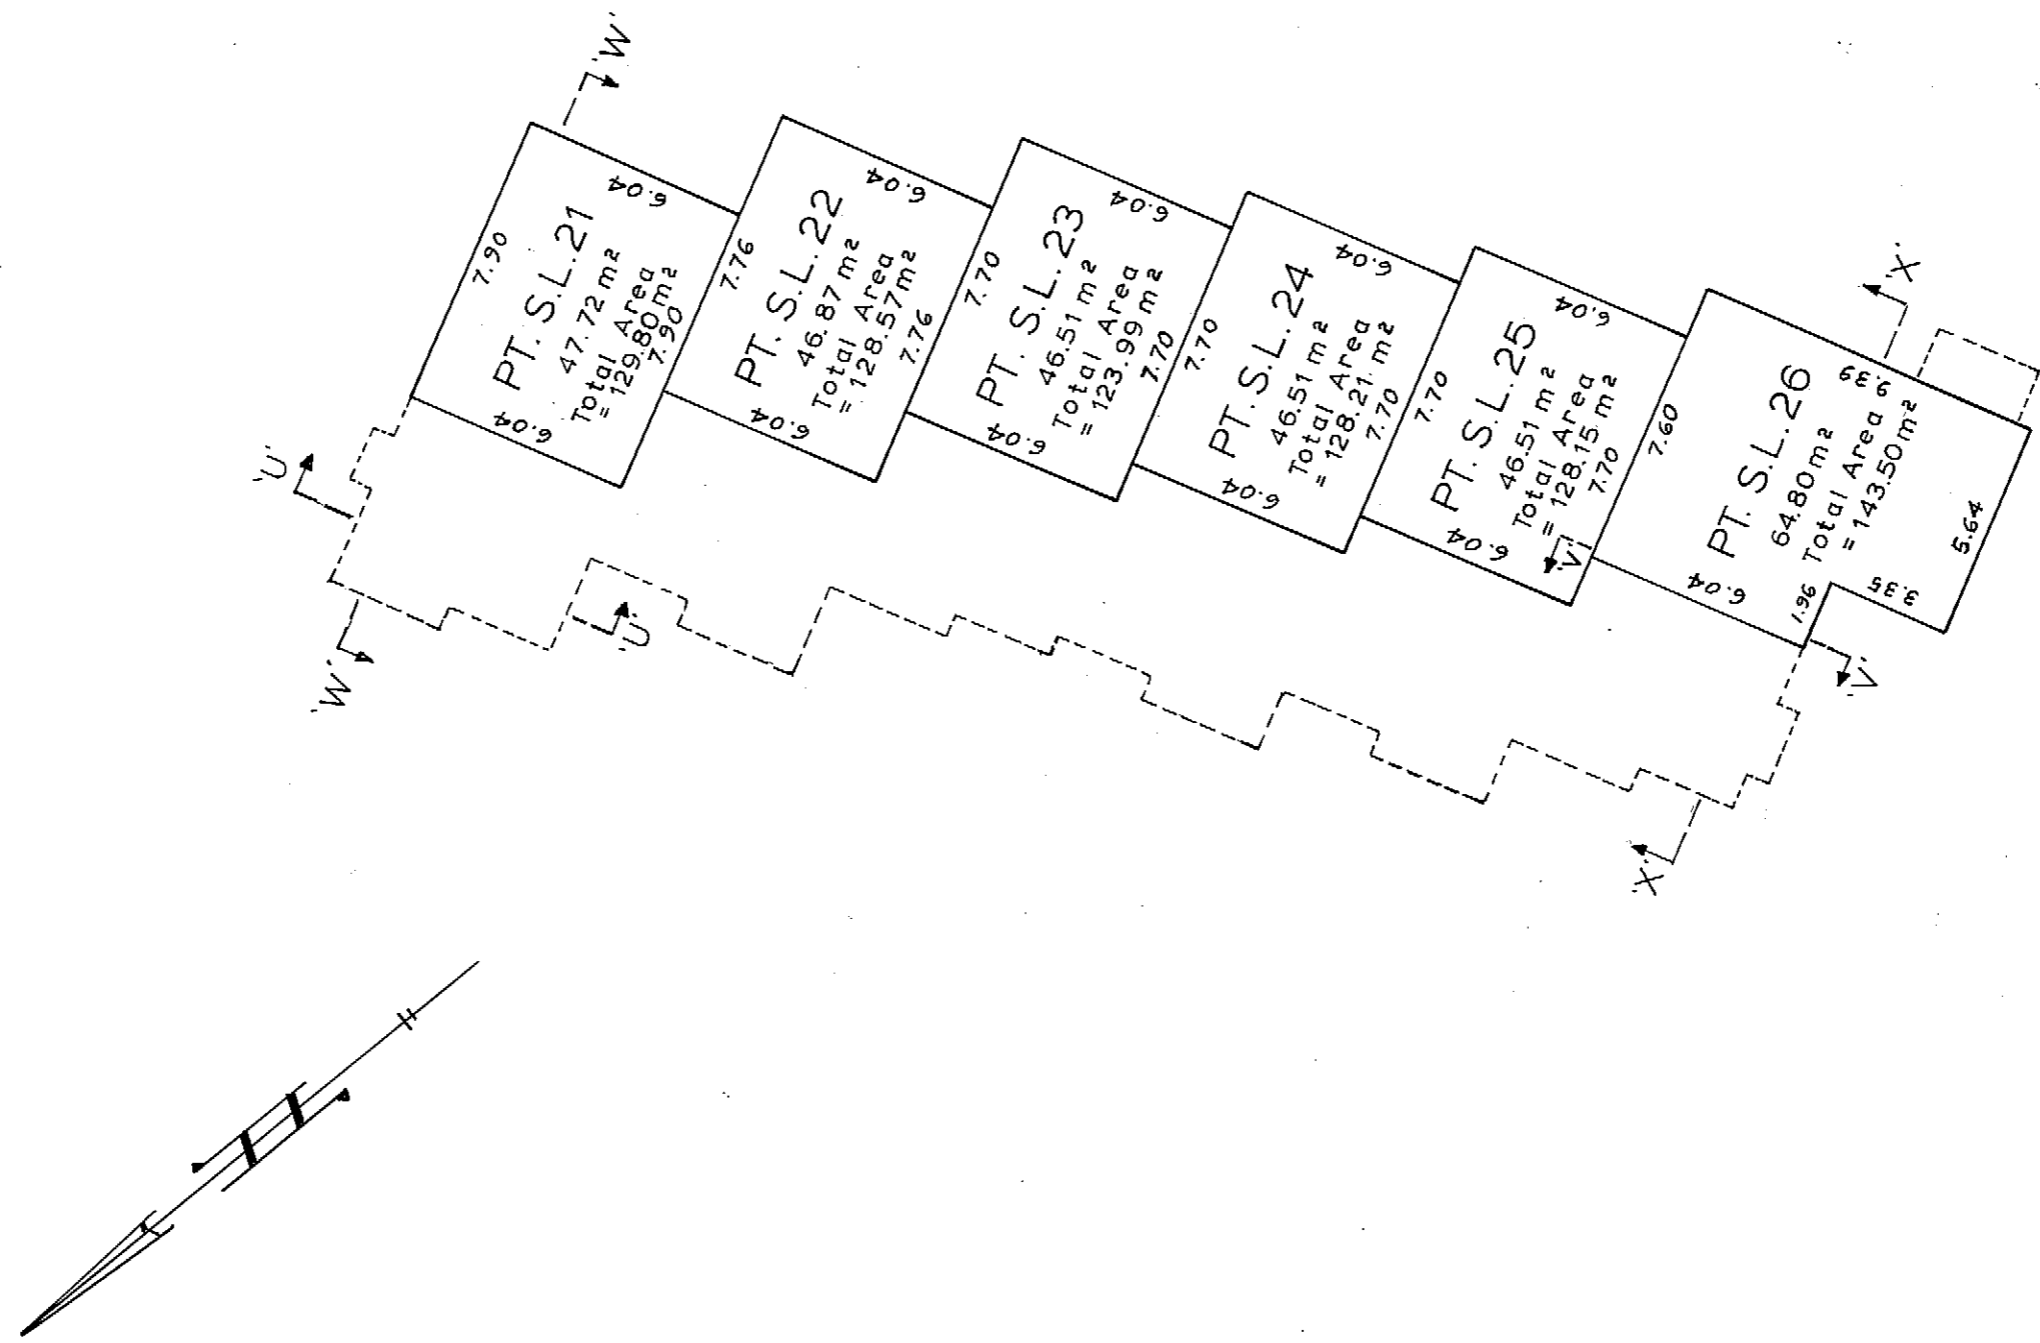 'W'
7.90
6.04
PT. S.L. 21
47.72 m²
Total Area
= 129.80 m²
7.90
6.04
7.76
6.04
PT. S.L. 22
46.87 m²
Total Area
= 128.57 m²
7.76
6.04
7.70
6.04
PT. S.L. 23
46.51 m²
Total Area
= 123.99 m²
7.70
6.04
7.70
6.04
PT. S.L. 24
46.51 m²
Total Area
= 128.21 m²
7.70
6.04
7.70
6.04
PT. S.L. 25
46.51 m²
Total Area
= 128.15 m²
7.70
6.04
7.60
9.39
PT. S.L. 26
64.80 m²
Total Area
= 143.50 m²
6.04
1.96
3.35
5.64
'X'
'U'
'U'
'W'
'V'
'V'
'X'